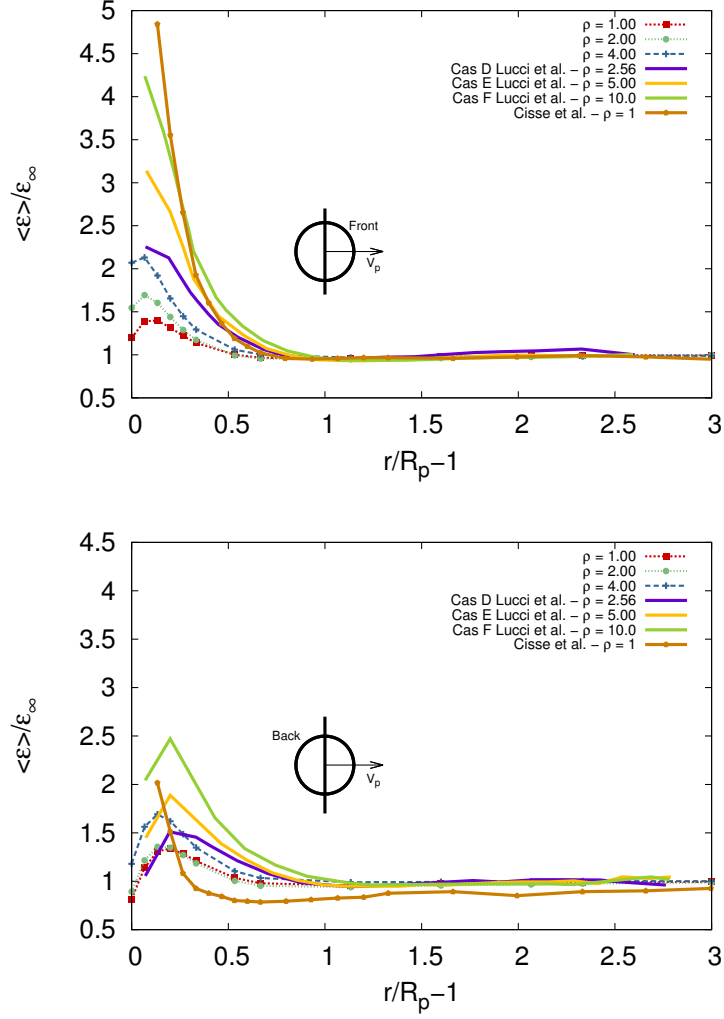 5
4.5
4
3.5
3
2.5
2
1.5
1
0.5
<ε>/ε∞
ρ = 1.00
ρ = 2.00
ρ = 4.00
Cas D Lucci et al. – ρ = 2.56
Cas E Lucci et al. – ρ = 5.00
Cas F Lucci et al. – ρ = 10.0
Cisse et al. – ρ = 1
Front
Vp
0 0.5 1 1.5 2 2.5 3
r/Rp–1
4.5
4
3.5
3
2.5
2
1.5
1
0.5
<ε>/ε∞
ρ = 1.00
ρ = 2.00
ρ = 4.00
Cas D Lucci et al. – ρ = 2.56
Cas E Lucci et al. – ρ = 5.00
Cas F Lucci et al. – ρ = 10.0
Cisse et al. – ρ = 1
Back
Vp
0 0.5 1 1.5 2 2.5 3
r/Rp–1